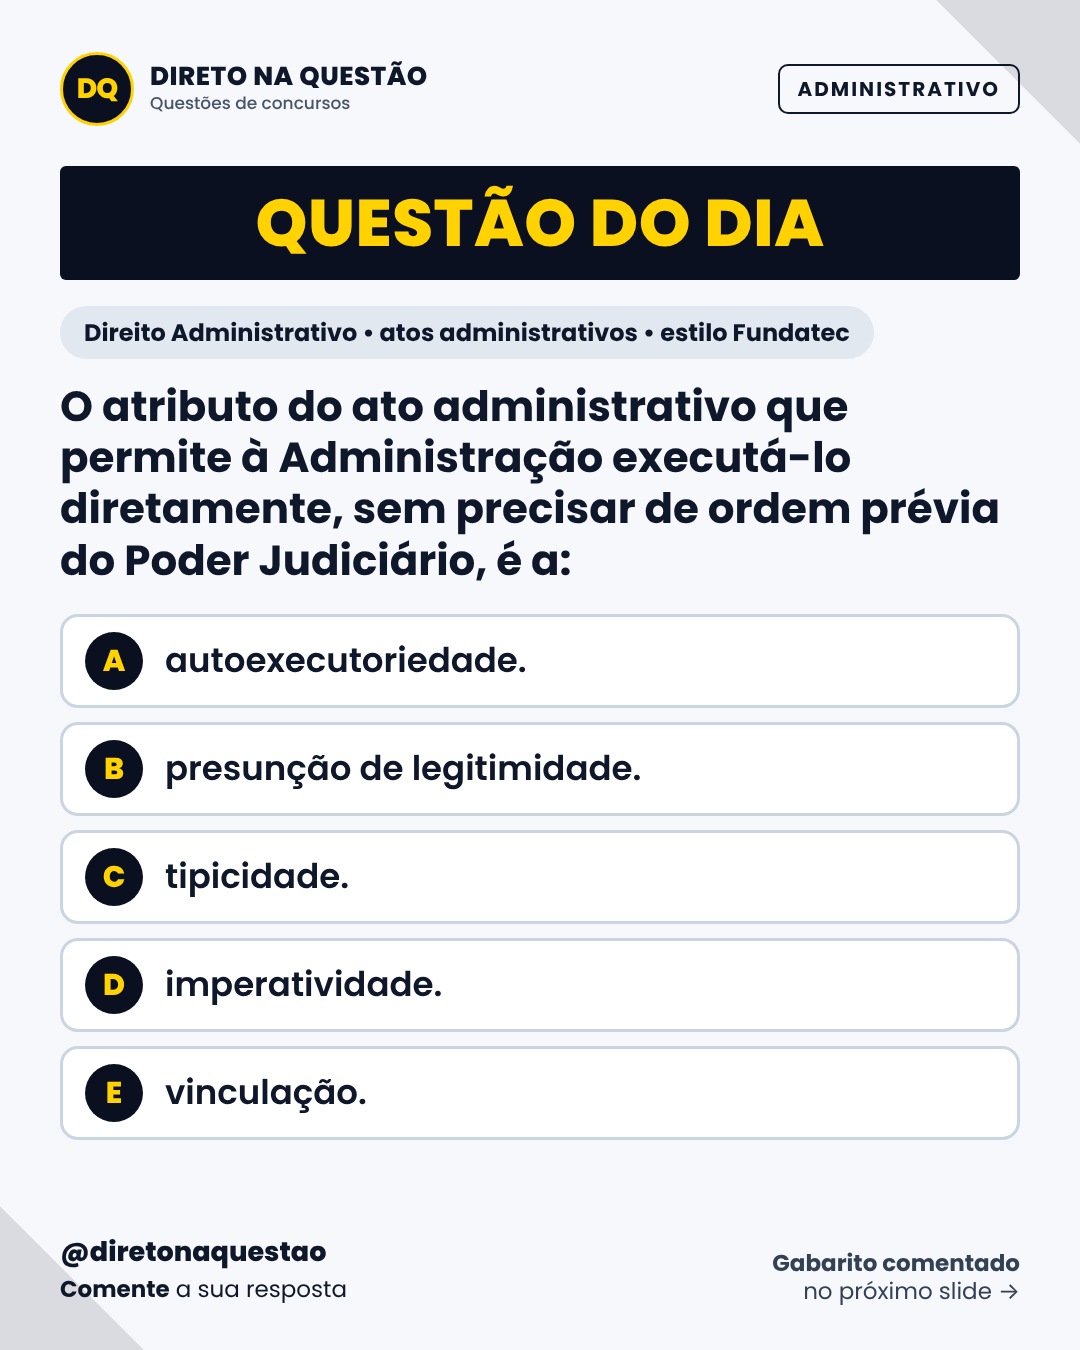 DQ
DIRETO NA QUESTÃO
Questões de concursos
ADMINISTRATIVO
QUESTÃO DO DIA
Direito Administrativo • atos administrativos • estilo Fundatec
O atributo do ato administrativo que
permite à Administração executá-lo
diretamente, sem precisar de ordem prévia
do Poder Judiciário, é a:
A autoexecutoriedade.
B presunção de legitimidade.
C tipicidade.
D imperatividade.
E vinculação.
@diretonaquestao
Comente a sua resposta
Gabarito comentado
no próximo slide →